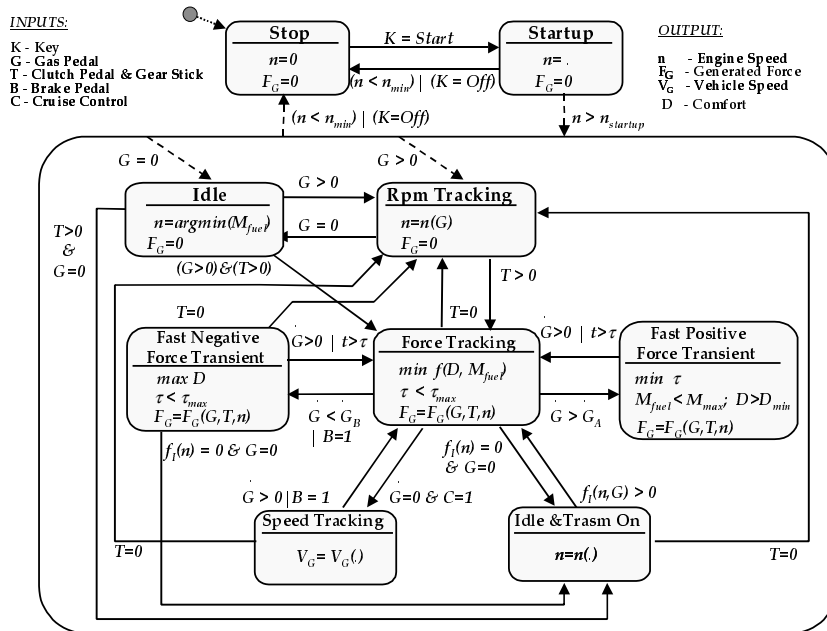 INPUTS:
K - Key
G - Gas Pedal
T - Clutch Pedal & Gear Stick
B - Brake Pedal
C - Cruise Control
Stop
n=0
F_G=0
K = Start
(n < n_min) | (K = Off)
Startup
n= .
F_G=0
OUTPUT:
n - Engine Speed
F_G - Generated Force
V_G - Vehicle Speed
D - Comfort
(n < n_min) | (K=Off)
n > n_startup
G = 0
G > 0
Idle
n=argmin(M_fuel)
F_G=0
G > 0
G = 0
Rpm Tracking
n=n(G)
F_G=0
T>0
&
G=0
(G>0)&(T>0)
T > 0
T=0
T=0
Fast Negative
Force Transient
max D
τ < τ_max
F_G=F_G(G,T,n)
Ġ>0 | t>τ
Ġ < Ġ_B
| B=1
Force Tracking
min f(D, M_fuel)
τ < τ_max
F_G=F_G(G,T,n)
Ġ>0 | t>τ
Ġ > Ġ_A
Fast Positive
Force Transient
min τ
M_fuel < M_max; D>D_min
F_G=F_G(G,T,n)
f_I(n) = 0 & G=0
f_I(n) = 0
& G=0
Ġ > 0 | B = 1
Ġ=0 & C=1
f_I(n,G) > 0
Speed Tracking
V_G= V_G(.)
Idle &Trasm On
n=n(.)
T=0
T=0